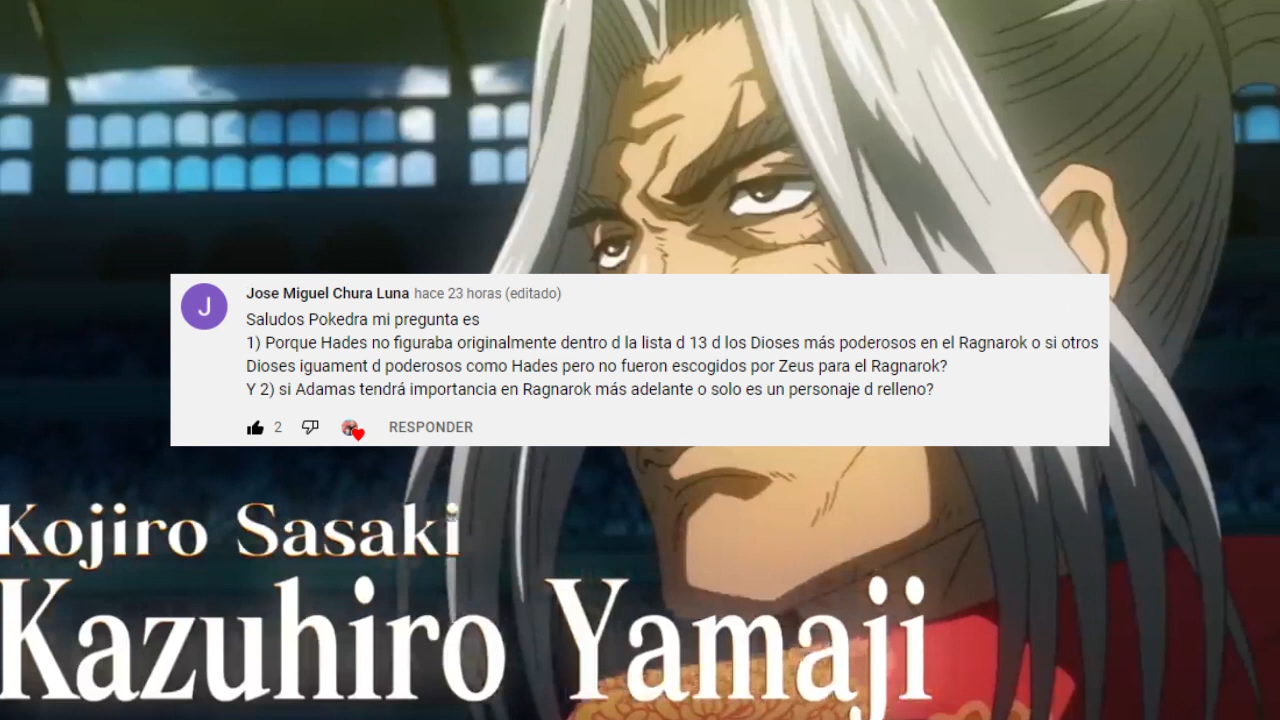 J
Jose Miguel Chura Luna hace 23 horas (editado)
Saludos Pokedra mi pregunta es
1) Porque Hades no figuraba originalmente dentro d la lista d 13 d los Dioses más poderosos en el Ragnarok o si otros
Dioses iguament d poderosos como Hades pero no fueron escogidos por Zeus para el Ragnarok?
Y 2) si Adamas tendrá importancia en Ragnarok más adelante o solo es un personaje d relleno?
2 RESPONDER
Kojiro Sasaki
Kazuhiro Yamaji